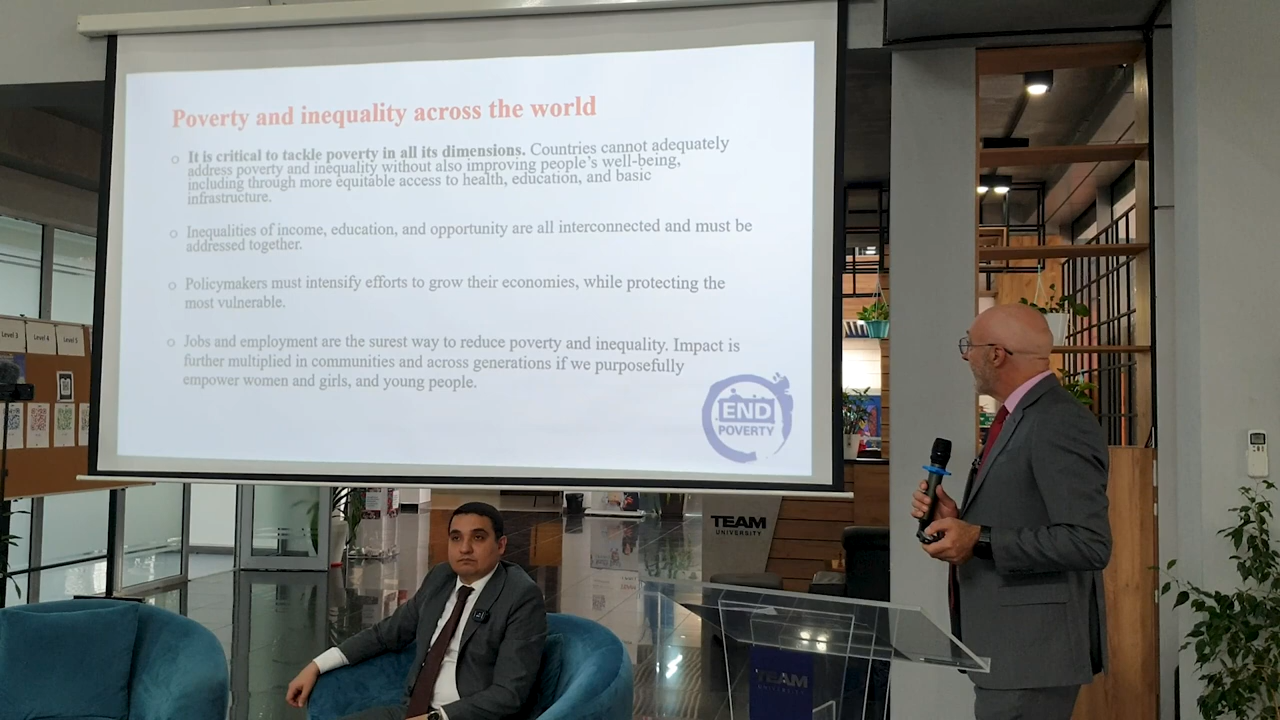 Poverty and inequality across the world
It is critical to tackle poverty in all its dimensions. Countries cannot adequately
address poverty and inequality without also improving people's well-being,
including through more equitable access to health, education, and basic
infrastructure.
Inequalities of income, education, and opportunity are all interconnected and must be
addressed together.
Policymakers must intensify efforts to grow their economies, while protecting the
most vulnerable.
Jobs and employment are the surest way to reduce poverty and inequality. Impact is
further multiplied in communities and across generations if we purposefully
empower women and girls, and young people.
END
POVERTY
Level 3
Level 4
Level 5
TEAM
UNIVERSITY
TEAM
UNIVERSITY